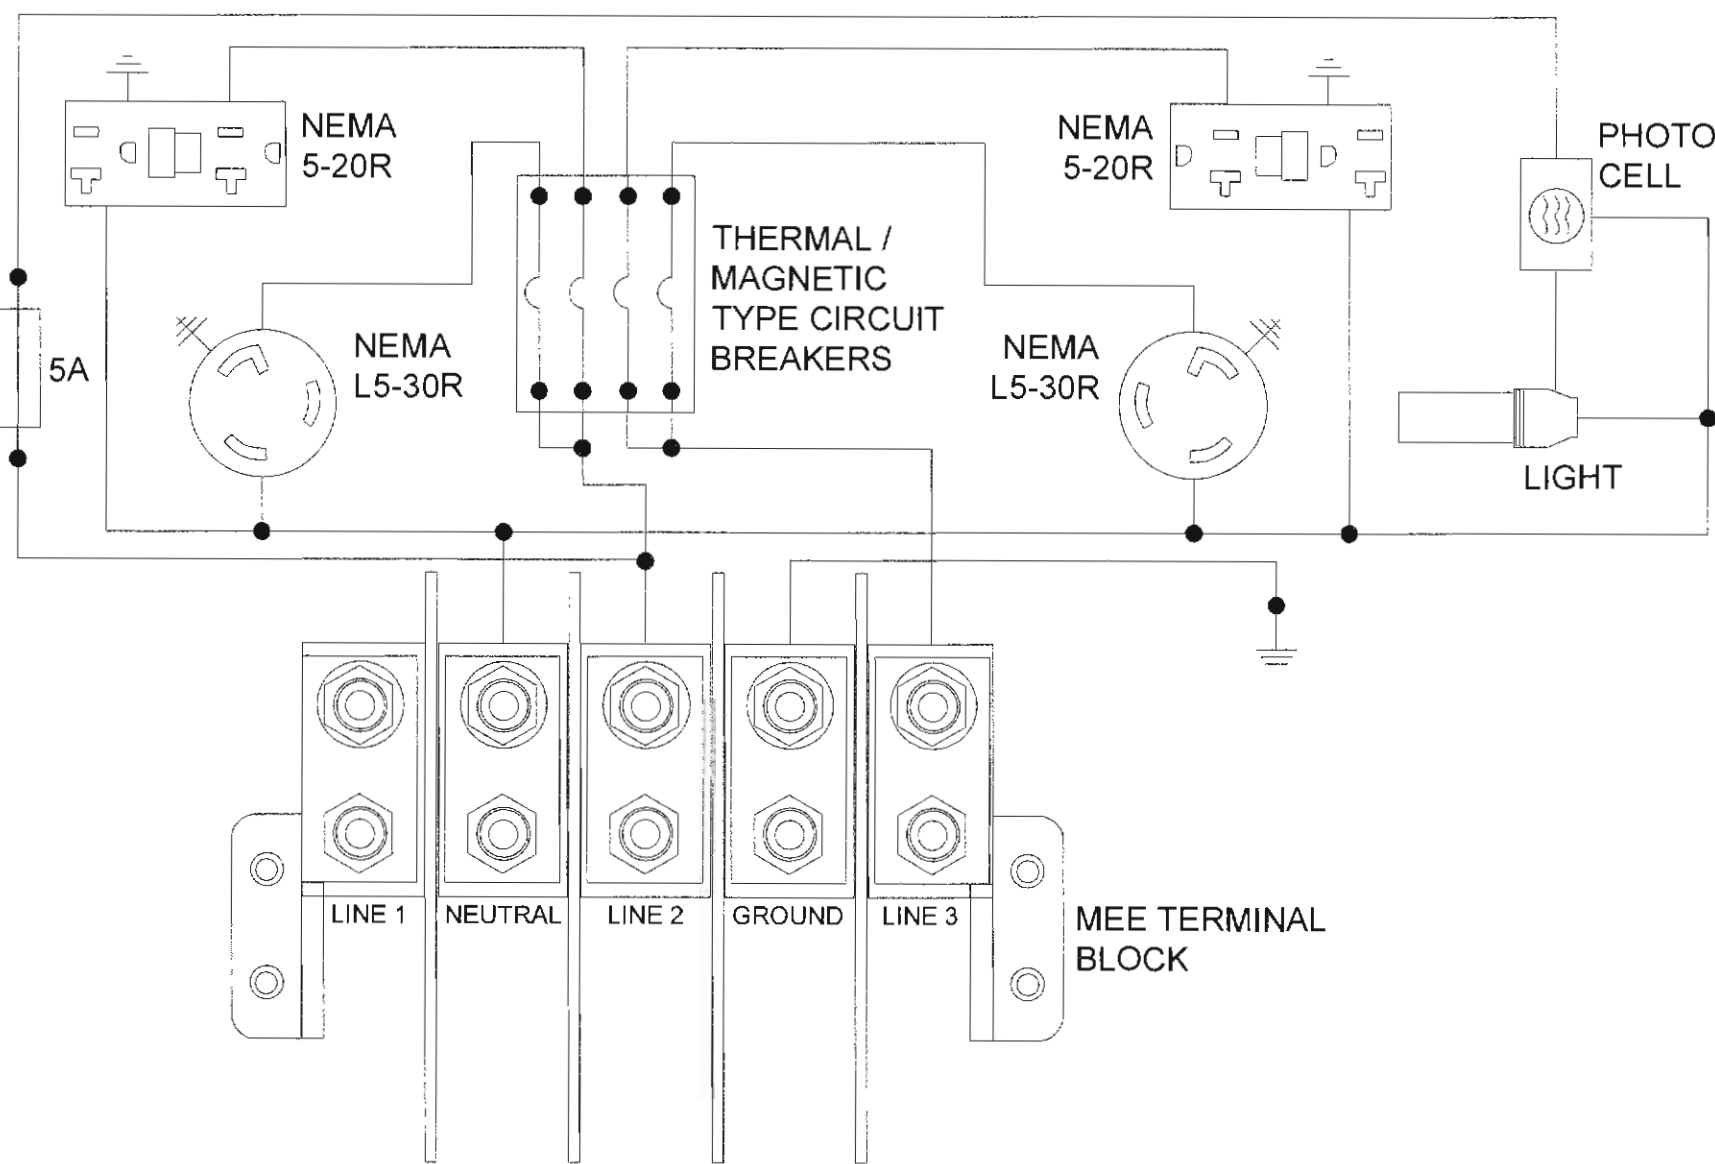 NEMA
5-20R
NEMA
5-20R
PHOTO
CELL
THERMAL /
MAGNETIC
TYPE CIRCUIT
BREAKERS
5A
NEMA
L5-30R
NEMA
L5-30R
LIGHT
LINE 1
NEUTRAL
LINE 2
GROUND
LINE 3
MEE TERMINAL
BLOCK